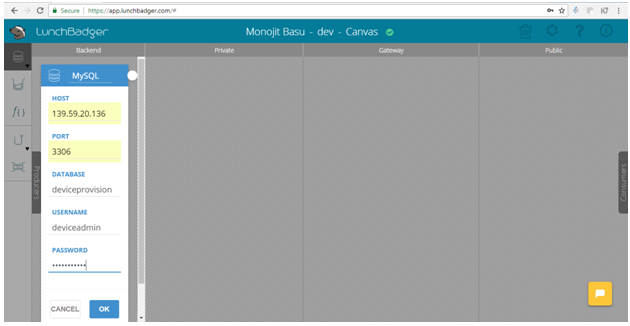 Secure | https://app.lunchbadger.com/#
LunchBadger
Monojit Basu - dev - Canvas
Backend Private Gateway Public
MySQL
HOST
139.59.20.136
PORT
3306
DATABASE
deviceprovision
USERNAME
deviceadmin
PASSWORD
•••••••••••
CANCEL OK
Producers
Consumers
f()
?